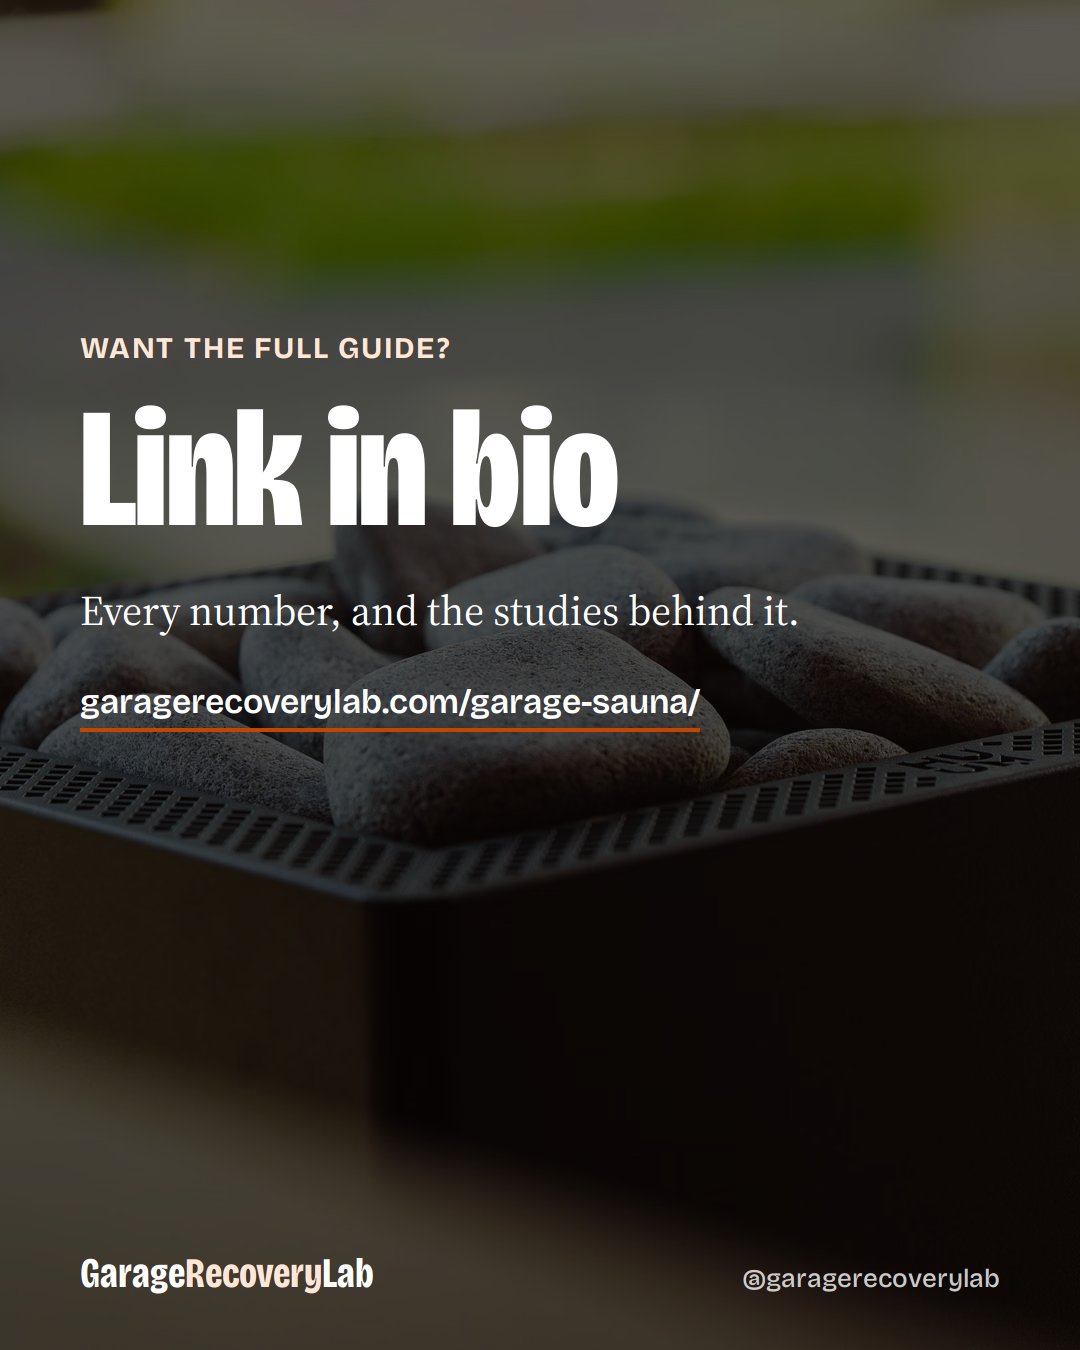 WANT THE FULL GUIDE?
Link in bio
Every number, and the studies behind it.
garagerecoverylab.com/garage-sauna/
GarageRecoveryLab
@garagerecoverylab